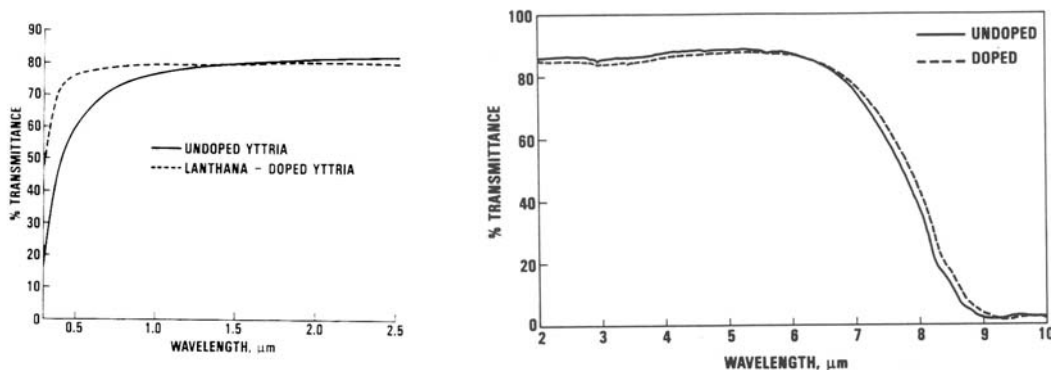 90
80
70
60
50
40
30
20
10
0
% TRANSMITTANCE
UNDOPED YTTRIA
LANTHANA - DOPED YTTRIA
0.5 1.0 1.5 2.0 2.5
WAVELENGTH, μm
100
80
60
40
20
0
% TRANSMITTANCE
UNDOPED
DOPED
2 3 4 5 6 7 8 9 10
WAVELENGTH, μm